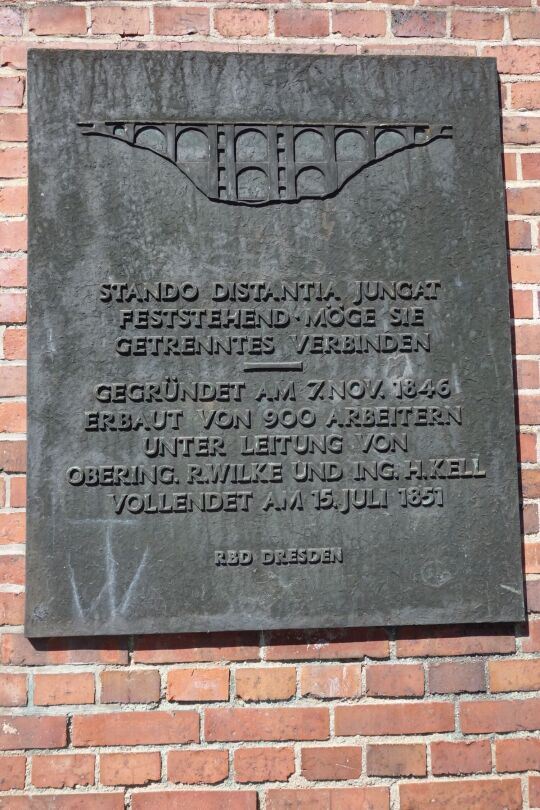 STANDO DISTANTIA JUNGAT
FESTSTEHEND · MÖGE SIE
GETRENNTES VERBINDEN
GEGRÜNDET AM 7. NOV. 1846
ERBAUT VON 900 ARBEITERN
UNTER LEITUNG VON
OBERING. R. WILKE UND ING. H. KELL
VOLLENDET AM 15. JULI 1851
RBD DRESDEN